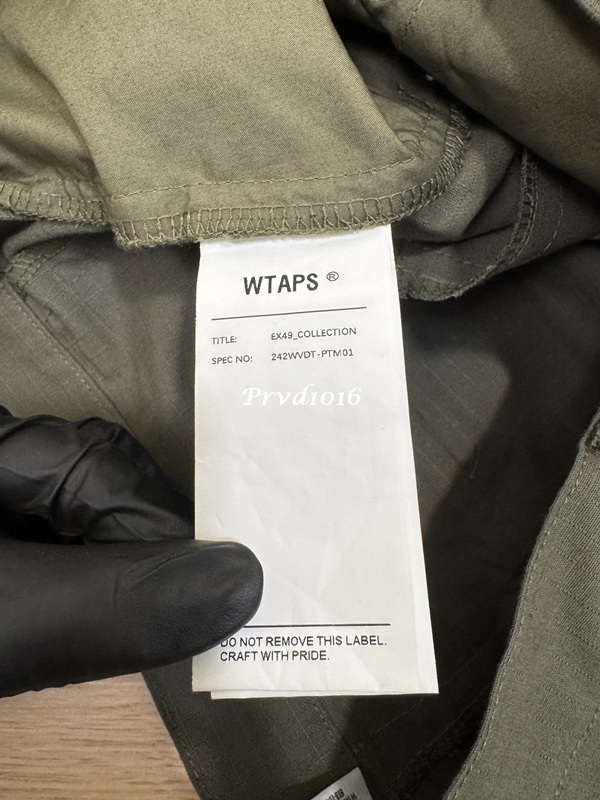 WTAPS ®
TITLE: EX49_COLLECTION
SPEC NO: 242WVDT-PTM01
Prvd1016
DO NOT REMOVE THIS LABEL.
CRAFT WITH PRIDE.